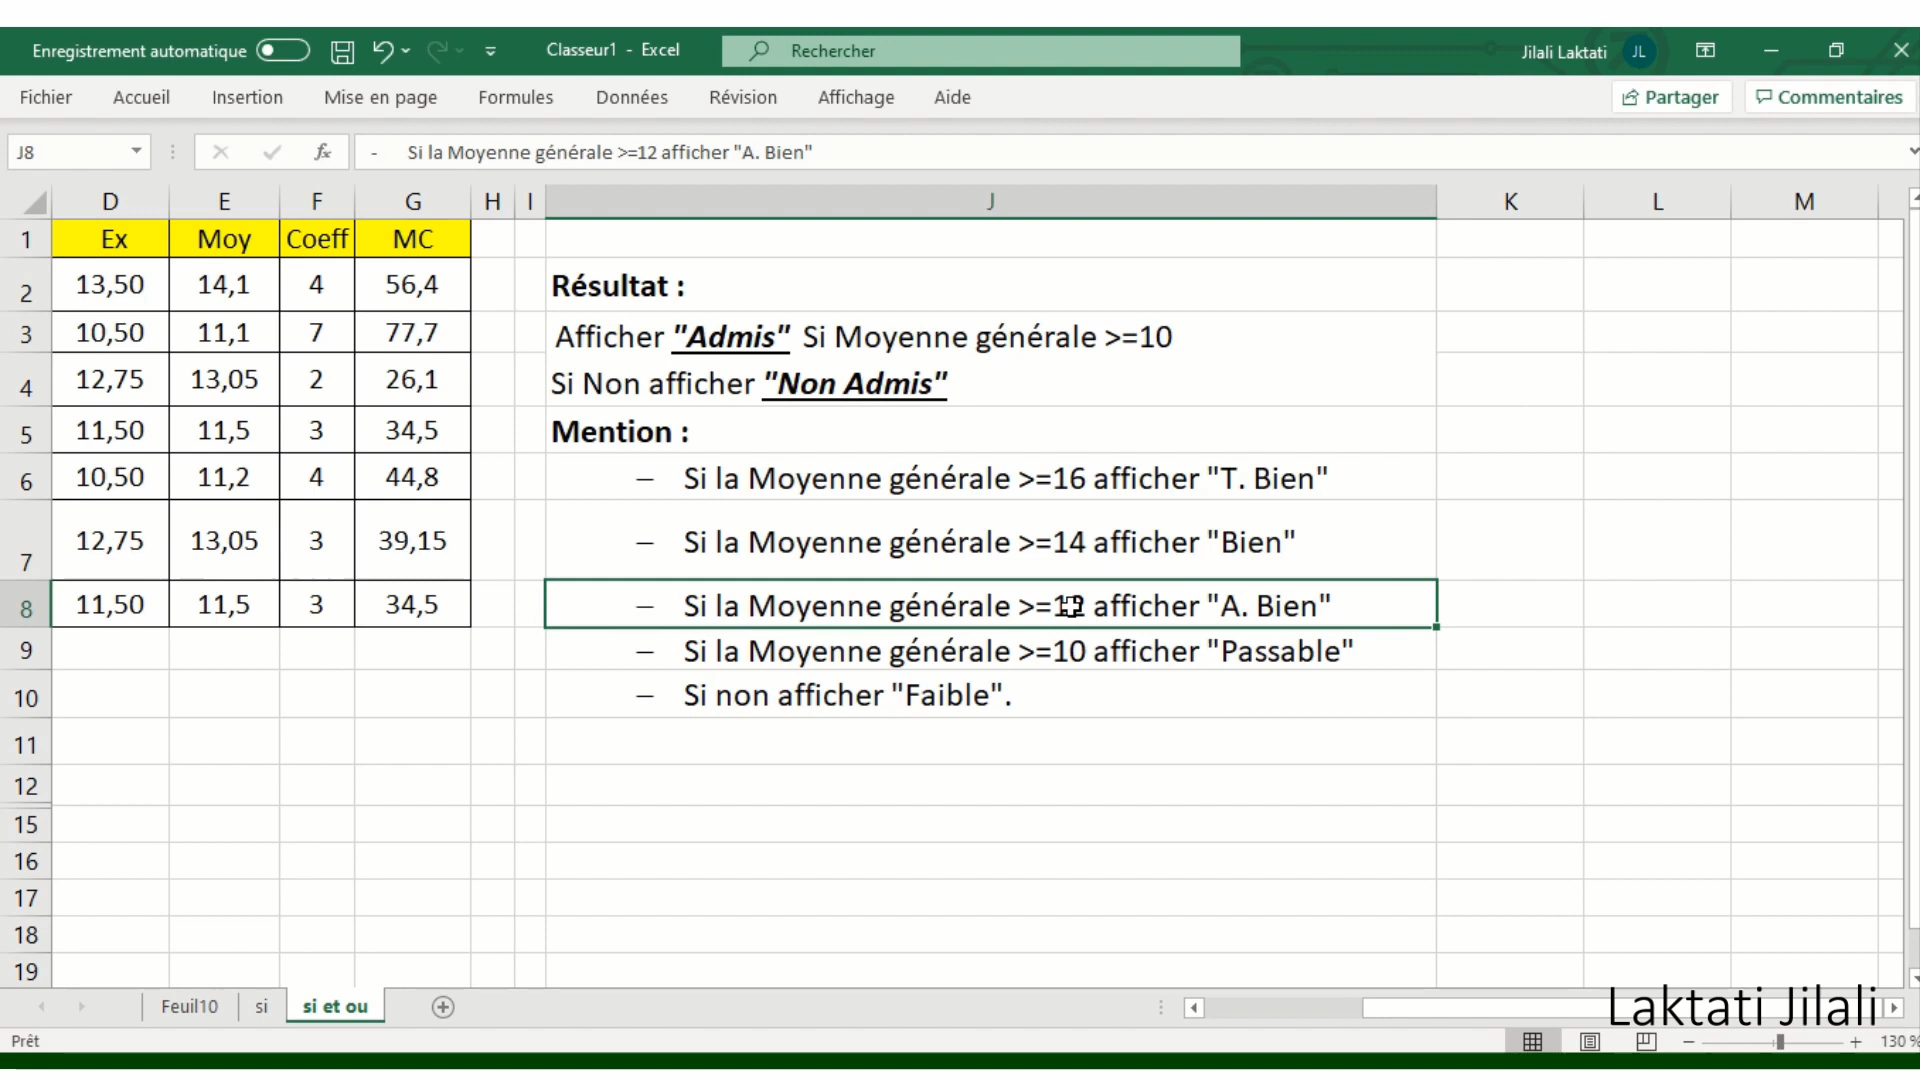 Enregistrement automatique Classeur1 - Excel Rechercher Jilali Laktati JL
Fichier Accueil Insertion Mise en page Formules Données Révision Affichage Aide Partager Commentaires
J8 fx - Si la Moyenne générale >=12 afficher "A. Bien"
D E F G H I J K L M
1 Ex Moy Coeff MC
2 13,50 14,1 4 56,4 Résultat :
3 10,50 11,1 7 77,7 Afficher "Admis" Si Moyenne générale >=10
4 12,75 13,05 2 26,1 Si Non afficher "Non Admis"
5 11,50 11,5 3 34,5 Mention :
6 10,50 11,2 4 44,8 – Si la Moyenne générale >=16 afficher "T. Bien"
7 12,75 13,05 3 39,15 – Si la Moyenne générale >=14 afficher "Bien"
8 11,50 11,5 3 34,5 – Si la Moyenne générale >=12 afficher "A. Bien"
9 – Si la Moyenne générale >=10 afficher "Passable"
10 – Si non afficher "Faible".
11
12
15
16
17
18
19
Feuil10 si si et ou Laktati Jilali
Prêt 130 %